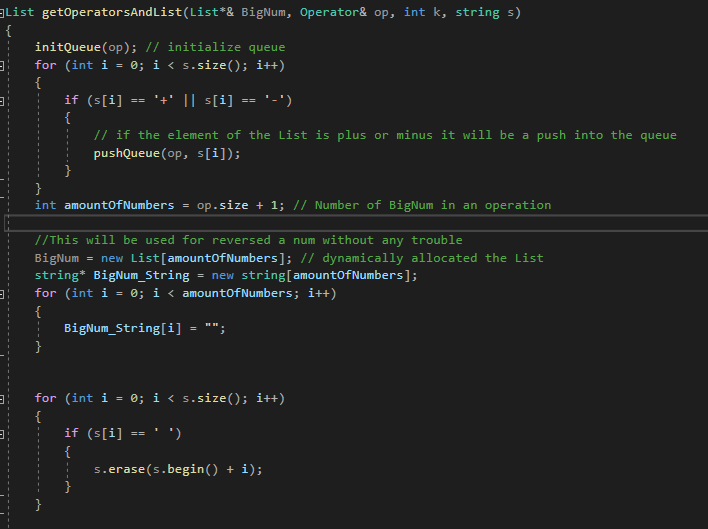 List getOperatorsAndList(List*& BigNum, Operator& op, int k, string s)
{
initQueue(op); // initialize queue
for (int i = 0; i < s.size(); i++)
{
if (s[i] == '+' || s[i] == '-')
{
// if the element of the List is plus or minus it will be a push into the queue
pushQueue(op, s[i]);
}
}
int amountOfNumbers = op.size + 1; // Number of BigNum in an operation
//This will be used for reversed a num without any trouble
BigNum = new List[amountOfNumbers]; // dynamically allocated the List
string* BigNum_String = new string[amountOfNumbers];
for (int i = 0; i < amountOfNumbers; i++)
{
BigNum_String[i] = "";
}
for (int i = 0; i < s.size(); i++)
{
if (s[i] == ' ')
{
s.erase(s.begin() + i);
}
}